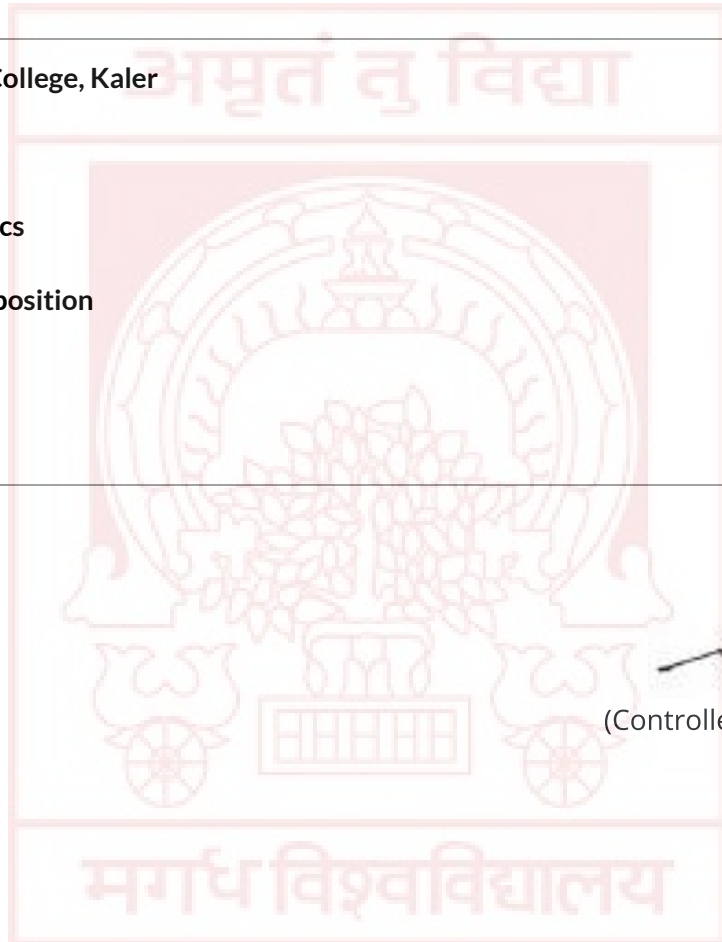 अमृतं तु विद्या
College, Kaler
cs
position
(Controlle
मगध विश्वविद्यालय